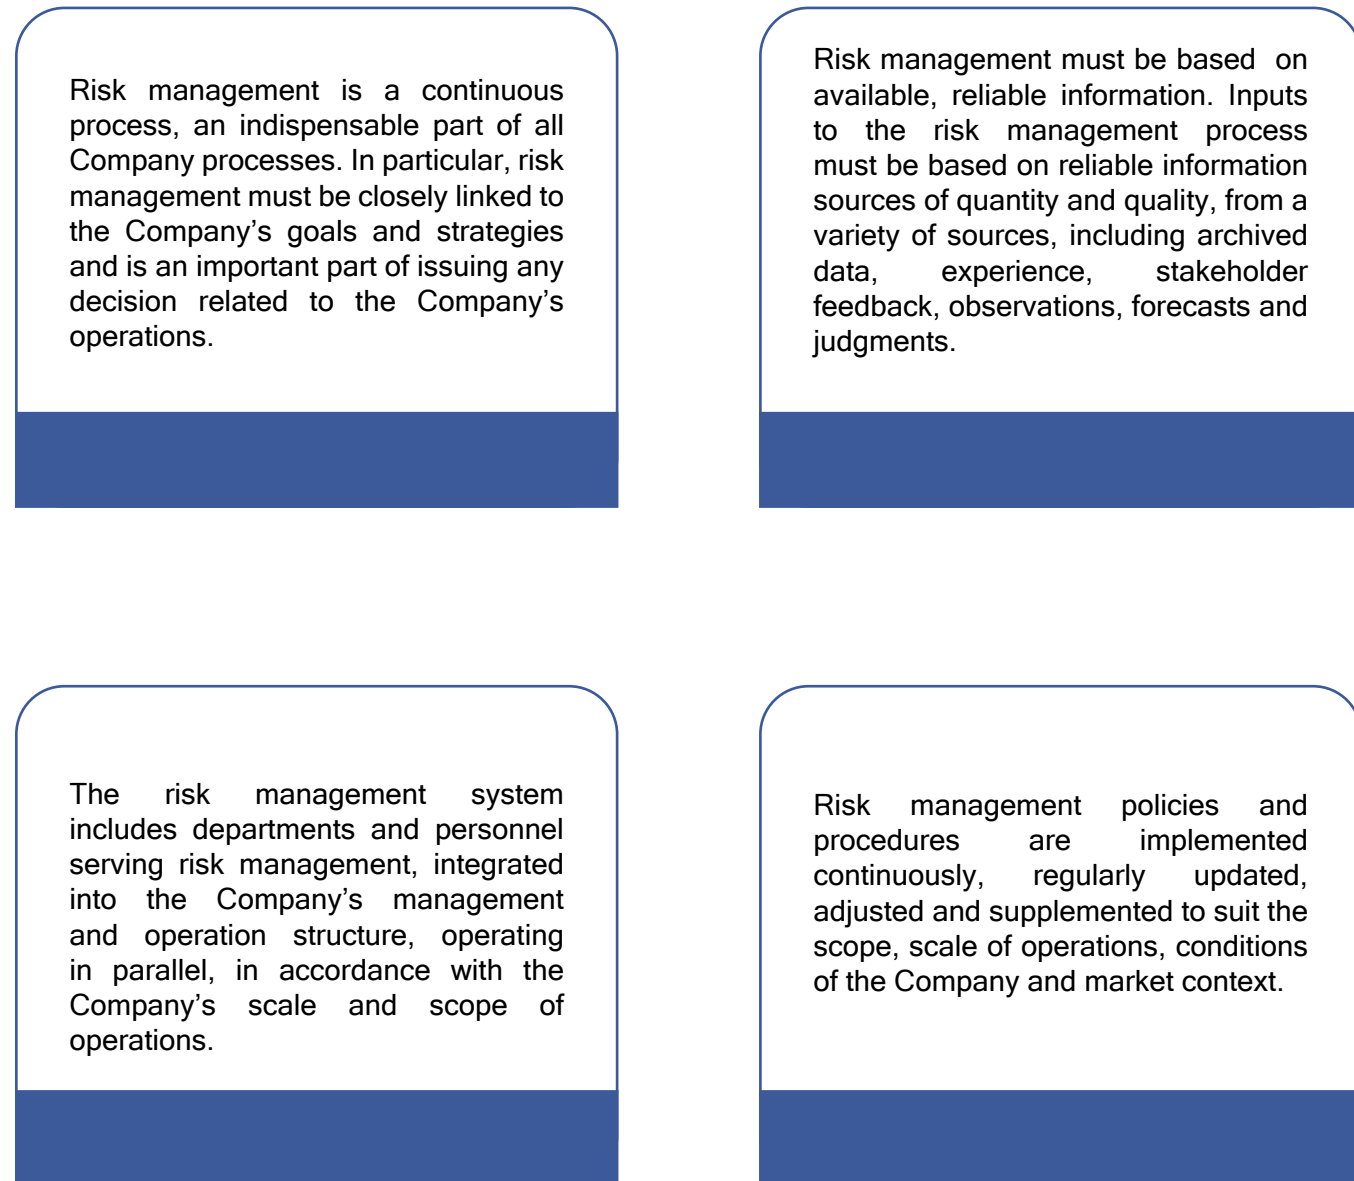 Risk management is a continuous
process, an indispensable part of all
Company processes. In particular, risk
management must be closely linked to
the Company’s goals and strategies
and is an important part of issuing any
decision related to the Company’s
operations.
Risk management must be based on
available, reliable information. Inputs
to the risk management process
must be based on reliable information
sources of quantity and quality, from a
variety of sources, including archived
data, experience, stakeholder
feedback, observations, forecasts and
judgments.
The risk management system
includes departments and personnel
serving risk management, integrated
into the Company’s management
and operation structure, operating
in parallel, in accordance with the
Company’s scale and scope of
operations.
Risk management policies and
procedures are implemented
continuously, regularly updated,
adjusted and supplemented to suit the
scope, scale of operations, conditions
of the Company and market context.